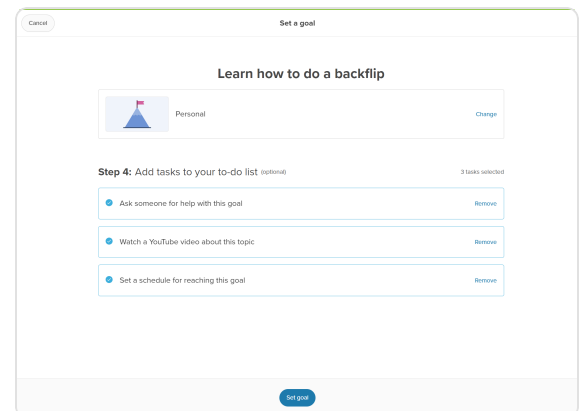 Cancel
Set a goal
Learn how to do a backflip
Personal
Change
Step 4: Add tasks to your to-do list (optional)
3 tasks selected
Ask someone for help with this goal
Remove
Watch a YouTube video about this topic
Remove
Set a schedule for reaching this goal
Remove
Set goal